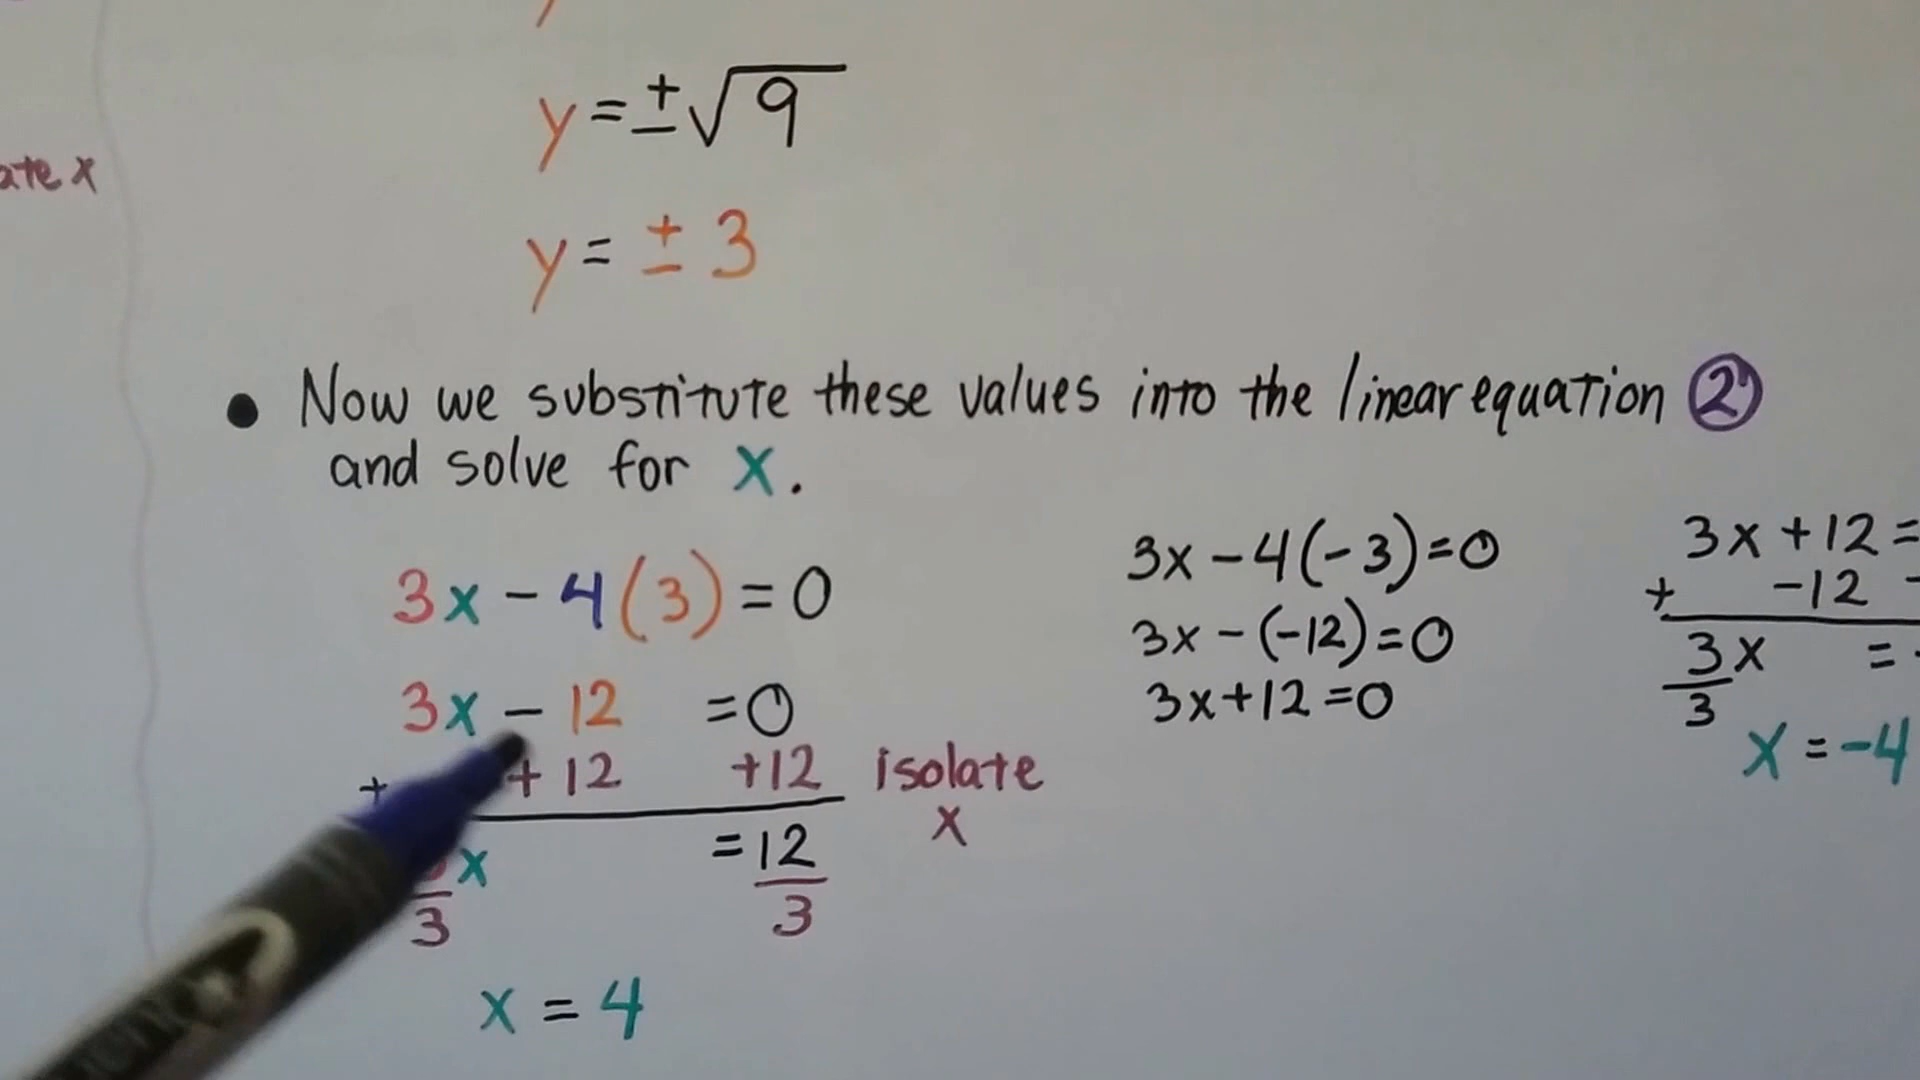 ate x
y = ± √9
y = ± 3
• Now we substitute these values into the linear equation ②
and solve for x.
3x - 4(3) = 0
3x - 12 = 0
+ + 12 +12 isolate
x
x = 12
3 3
x = 4
3x - 4(-3) = 0
3x - (-12) = 0
3x + 12 = 0
3x + 12 =
+ -12 -
3x =
3
x = -4